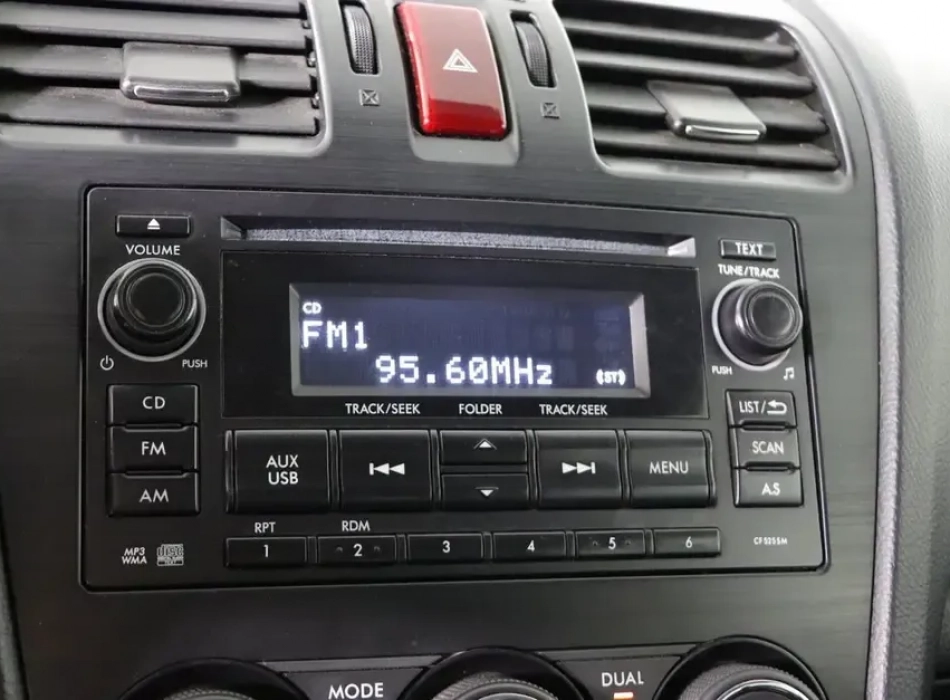 VOLUME
TEXT
TUNE/TRACK
CD
FM1
95.60MHz
(ST)
PUSH
PUSH
TRACK/SEEK
FOLDER
TRACK/SEEK
CD
FM
AM
AUX
USB
MENU
LIST/
SCAN
A.S
RPT
RDM
1
2
3
4
5
6
MP3
WMA
MODE
DUAL